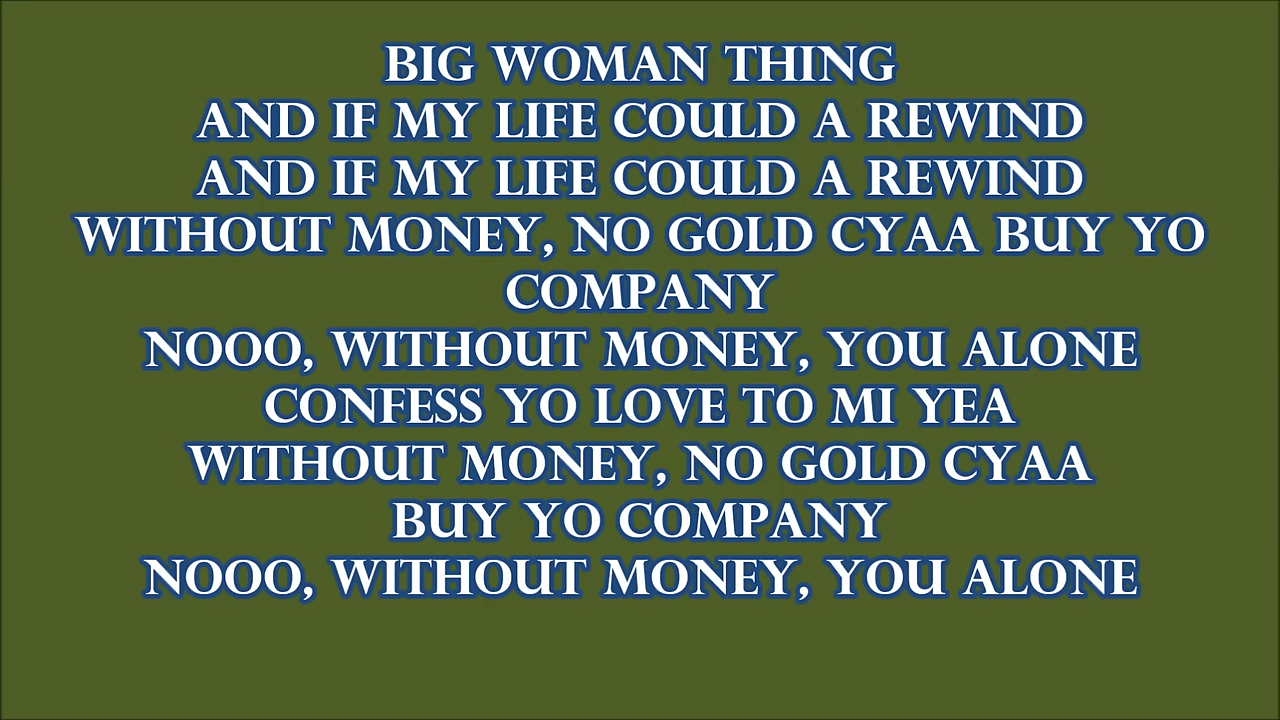 BIG WOMAN THING
AND IF MY LIFE COULD A REWIND
AND IF MY LIFE COULD A REWIND
WITHOUT MONEY, NO GOLD CYAA BUY YO
COMPANY
NOOO, WITHOUT MONEY, YOU ALONE
CONFESS YO LOVE TO MI YEA
WITHOUT MONEY, NO GOLD CYAA
BUY YO COMPANY
NOOO, WITHOUT MONEY, YOU ALONE